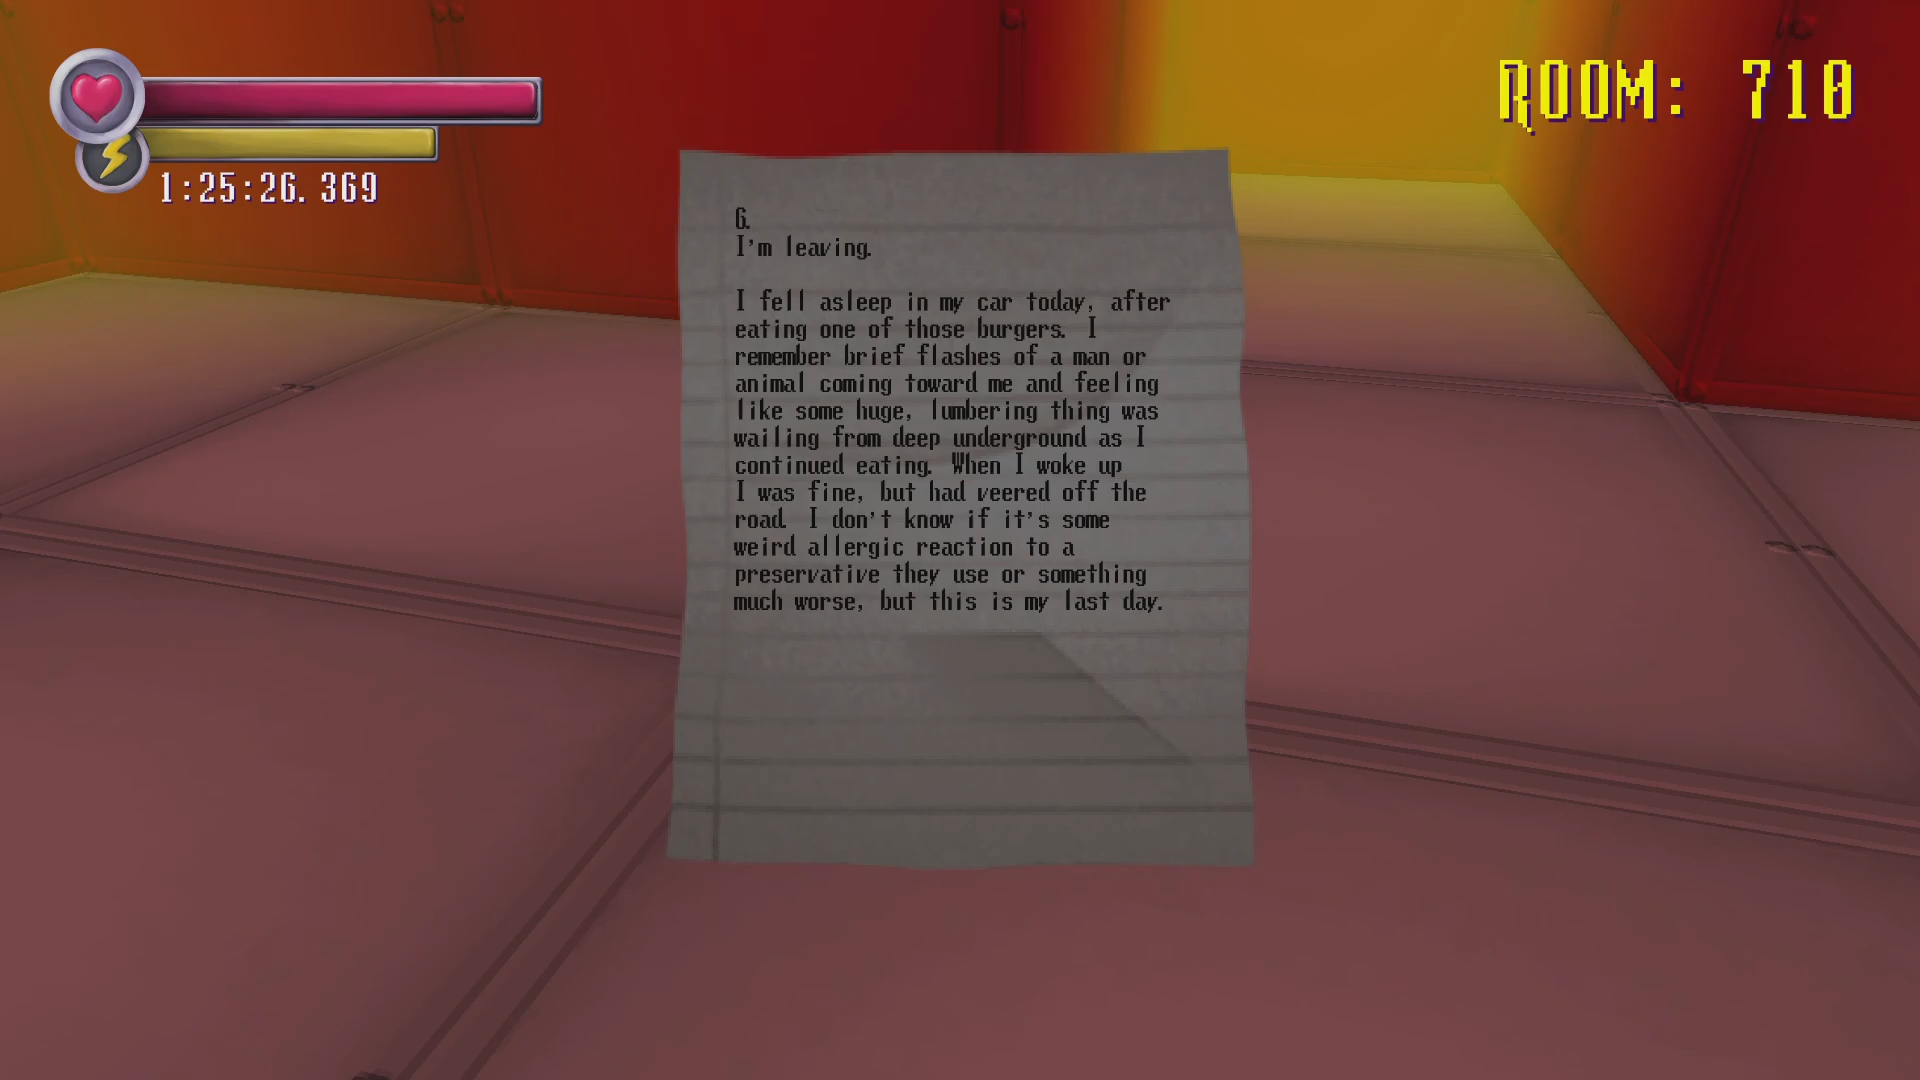 ROOM: 710
1:25:26.369
6.
I'm leaving.
I fell asleep in my car today, after
eating one of those burgers. I
remember brief flashes of a man or
animal coming toward me and feeling
like some huge, lumbering thing was
wailing from deep underground as I
continued eating. When I woke up
I was fine, but had veered off the
road. I don't know if it's some
weird allergic reaction to a
preservative they use or something
much worse, but this is my last day.